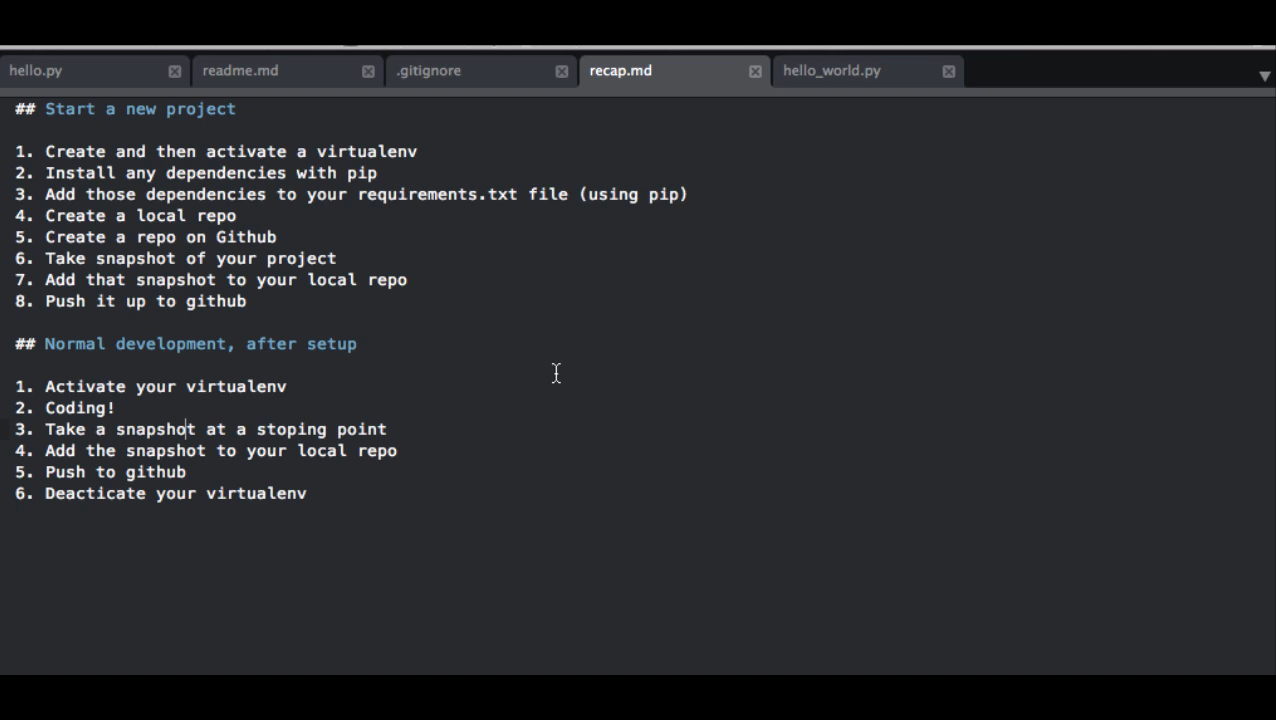 hello.py readme.md .gitignore recap.md hello_world.py
## Start a new project
1. Create and then activate a virtualenv
2. Install any dependencies with pip
3. Add those dependencies to your requirements.txt file (using pip)
4. Create a local repo
5. Create a repo on Github
6. Take snapshot of your project
7. Add that snapshot to your local repo
8. Push it up to github
## Normal development, after setup
1. Activate your virtualenv
2. Coding!
3. Take a snapshot at a stoping point
4. Add the snapshot to your local repo
5. Push to github
6. Deacticate your virtualenv